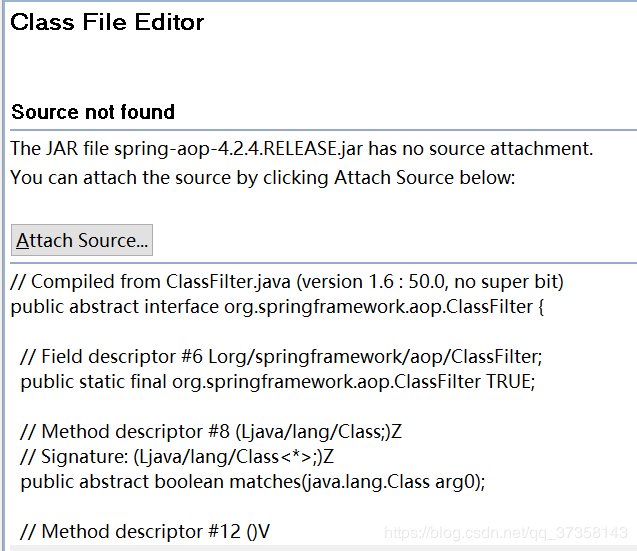 Class File Editor
Source not found
The JAR file spring-aop-4.2.4.RELEASE.jar has no source attachment.
You can attach the source by clicking Attach Source below:
Attach Source...
// Compiled from ClassFilter.java (version 1.6 : 50.0, no super bit)
public abstract interface org.springframework.aop.ClassFilter {
// Field descriptor #6 Lorg/springframework/aop/ClassFilter;
public static final org.springframework.aop.ClassFilter TRUE;
// Method descriptor #8 (Ljava/lang/Class;)Z
// Signature: (Ljava/lang/Class<*>;)Z
public abstract boolean matches(java.lang.Class arg0);
// Method descriptor #12 ()V
https://blog.csdn.net/qq_37358143